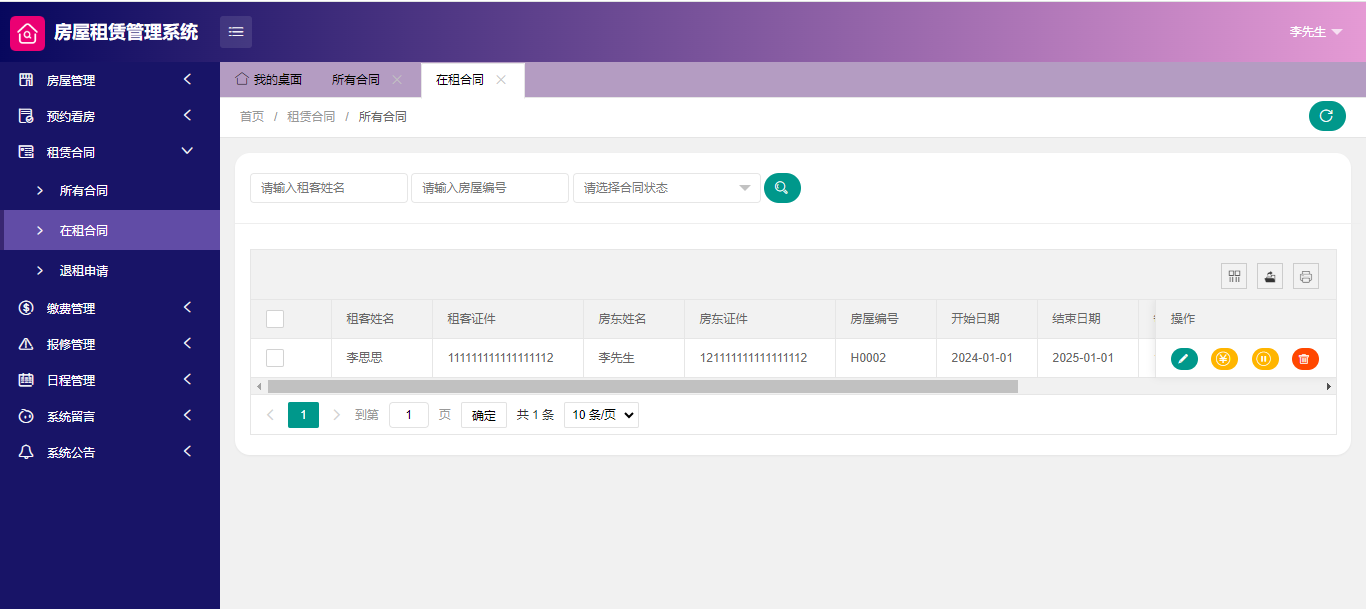 房屋租赁管理系统
李先生
房屋管理
预约看房
租赁合同
所有合同
在租合同
退租申请
缴费管理
报修管理
日程管理
系统留言
系统公告
我的桌面 所有合同 在租合同
首页 / 租赁合同 / 所有合同
请输入租客姓名 请输入房屋编号 请选择合同状态
租客姓名 租客证件 房东姓名 房东证件 房屋编号 开始日期 结束日期 操作
李思思 111111111111111112 李先生 121111111111111112 H0002 2024-01-01 2025-01-01
1 到第 1 页 确定 共 1 条 10 条/页